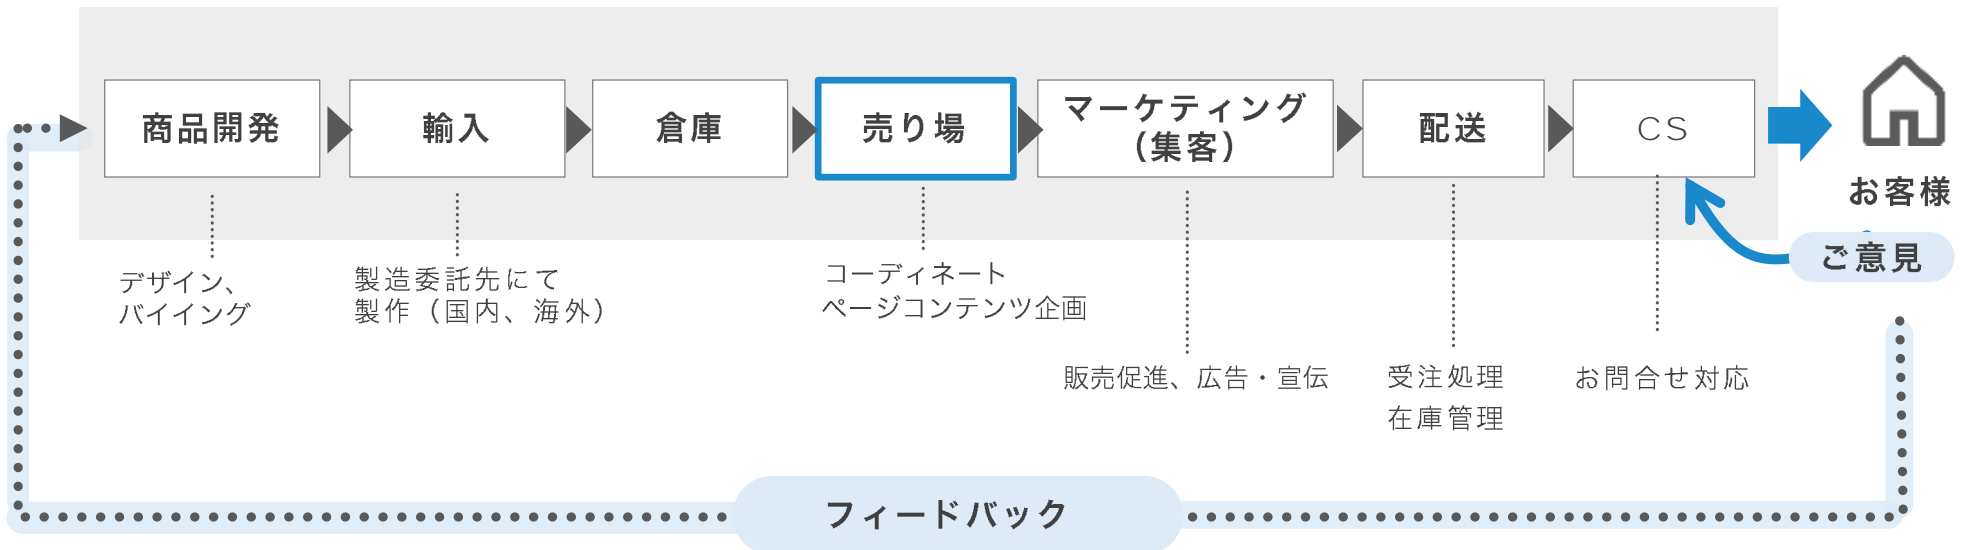 商品開発
輸入
倉庫
売り場
マーケティング
（集客）
配送
CS
お客様
ご意見
デザイン、
バイイング
製造委託先にて
製作（国内、海外）
コーディネート
ページコンテンツ企画
販売促進、広告・宣伝
受注処理
在庫管理
お問合せ対応
フィードバック